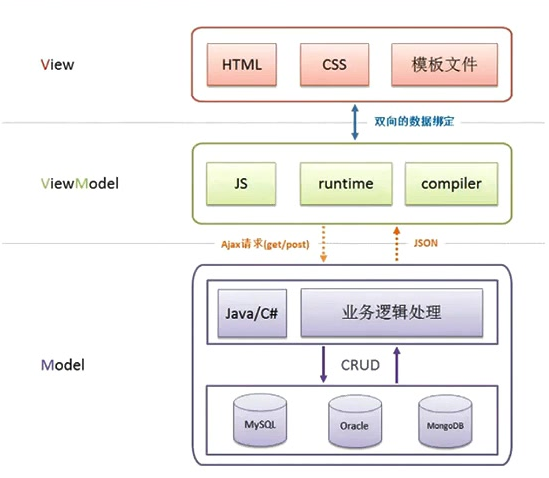 View
HTML
CSS
模板文件
双向的数据绑定
ViewModel
JS
runtime
compiler
Ajax请求(get/post)
JSON
Model
Java/C#
业务逻辑处理
CRUD
MySQL
Oracle
MongoDB